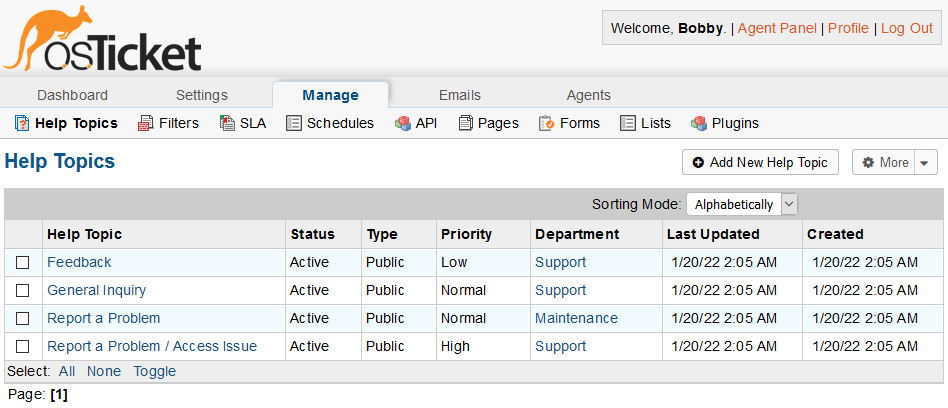 osTicket
Welcome, Bobby. | Agent Panel | Profile | Log Out
Dashboard Settings Manage Emails Agents
Help Topics Filters SLA Schedules API Pages Forms Lists Plugins
Help Topics
Add New Help Topic More
Sorting Mode: Alphabetically
Help Topic Status Type Priority Department Last Updated Created
Feedback Active Public Low Support 1/20/22 2:05 AM 1/20/22 2:05 AM
General Inquiry Active Public Normal Support 1/20/22 2:05 AM 1/20/22 2:05 AM
Report a Problem Active Public Normal Maintenance 1/20/22 2:05 AM 1/20/22 2:05 AM
Report a Problem / Access Issue Active Public High Support 1/20/22 2:05 AM 1/20/22 2:05 AM
Select: All None Toggle
Page: [1]